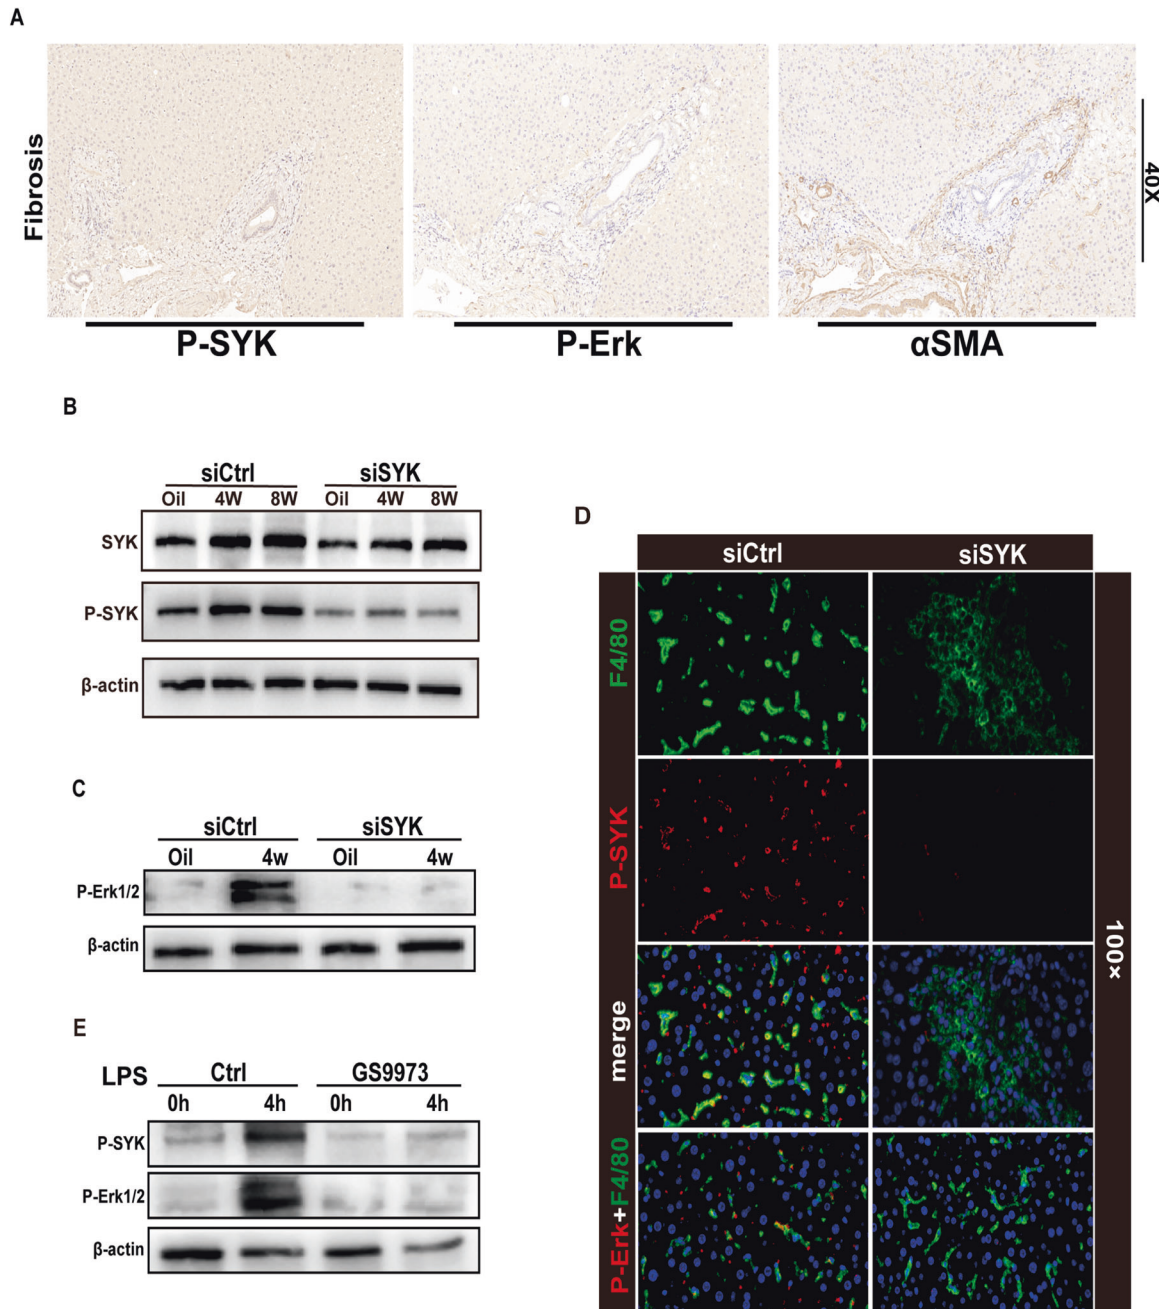 A
Fibrosis
40X
P-SYK
P-Erk
αSMA
B
siCtrl siSYK
Oil 4W 8W Oil 4W 8W
SYK
P-SYK
β-actin
C
siCtrl siSYK
Oil 4w Oil 4w
P-Erk1/2
β-actin
E
LPS Ctrl GS9973
0h 4h 0h 4h
P-SYK
P-Erk1/2
β-actin
D
siCtrl siSYK
F4/80
P-SYK
merge
P-Erk+F4/80
100×